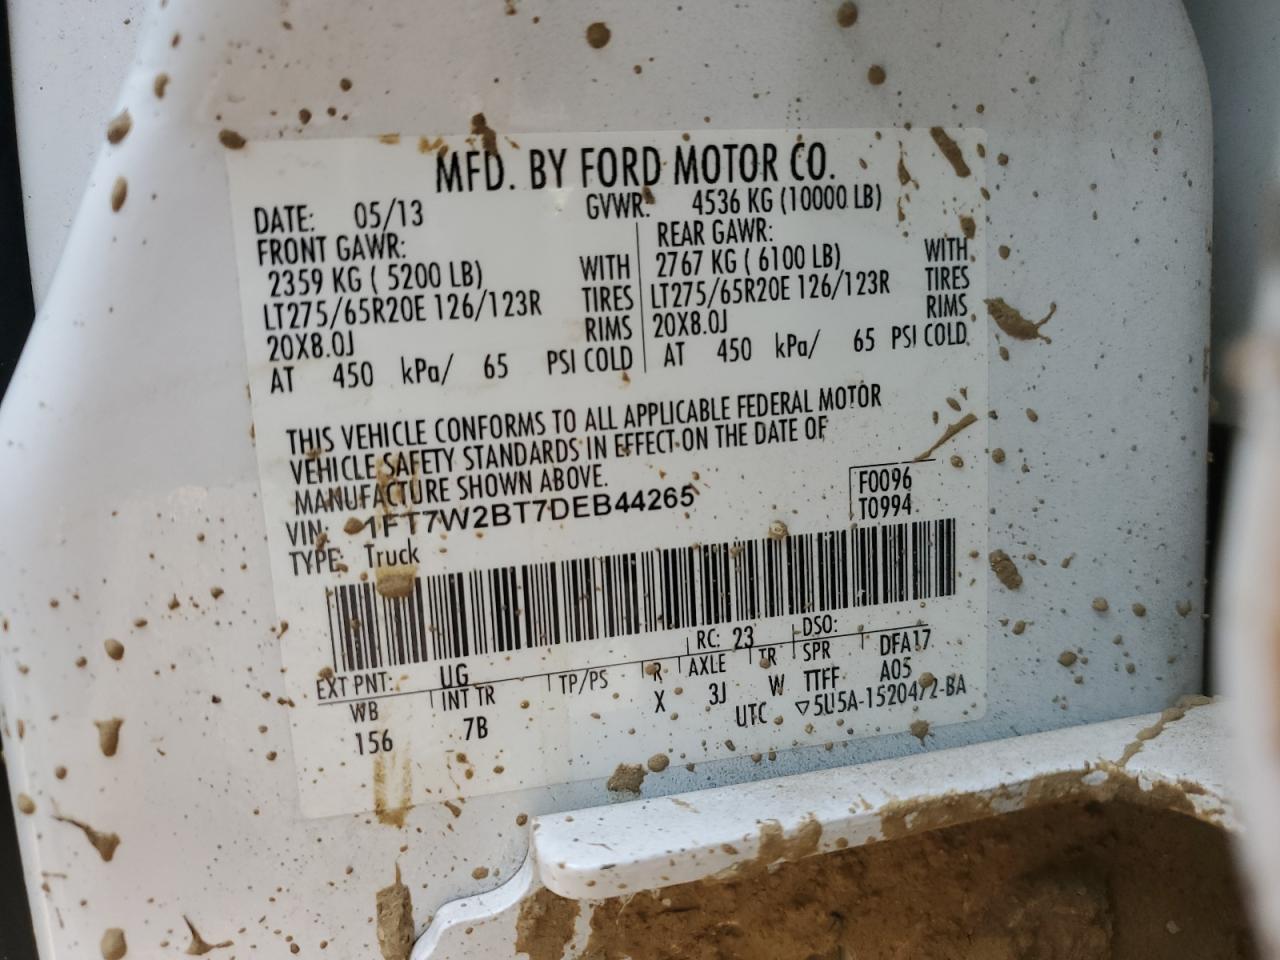 MFD. BY FORD MOTOR CO.
DATE: 05/13 GVWR: 4536 KG (10000 LB)
FRONT GAWR: REAR GAWR:
2359 KG ( 5200 LB) WITH 2767 KG ( 6100 LB) WITH
LT275/65R20E 126/123R TIRES LT275/65R20E 126/123R TIRES
20X8.0J RIMS 20X8.0J RIMS
AT 450 kPa/ 65 PSI COLD AT 450 kPa/ 65 PSI COLD
THIS VEHICLE CONFORMS TO ALL APPLICABLE FEDERAL MOTOR
VEHICLE SAFETY STANDARDS IN EFFECT ON THE DATE OF
MANUFACTURE SHOWN ABOVE.
VIN: 1FT7W2BT7DEB44265
TYPE: Truck
F0096
T0994
EXT PNT: UG RC: 23 DSO:
WB INT TR TP/PS R AXLE TR SPR DFA17
156 7B X 3J W TTFF A05
UTC ▽5U5A-1520472-BA